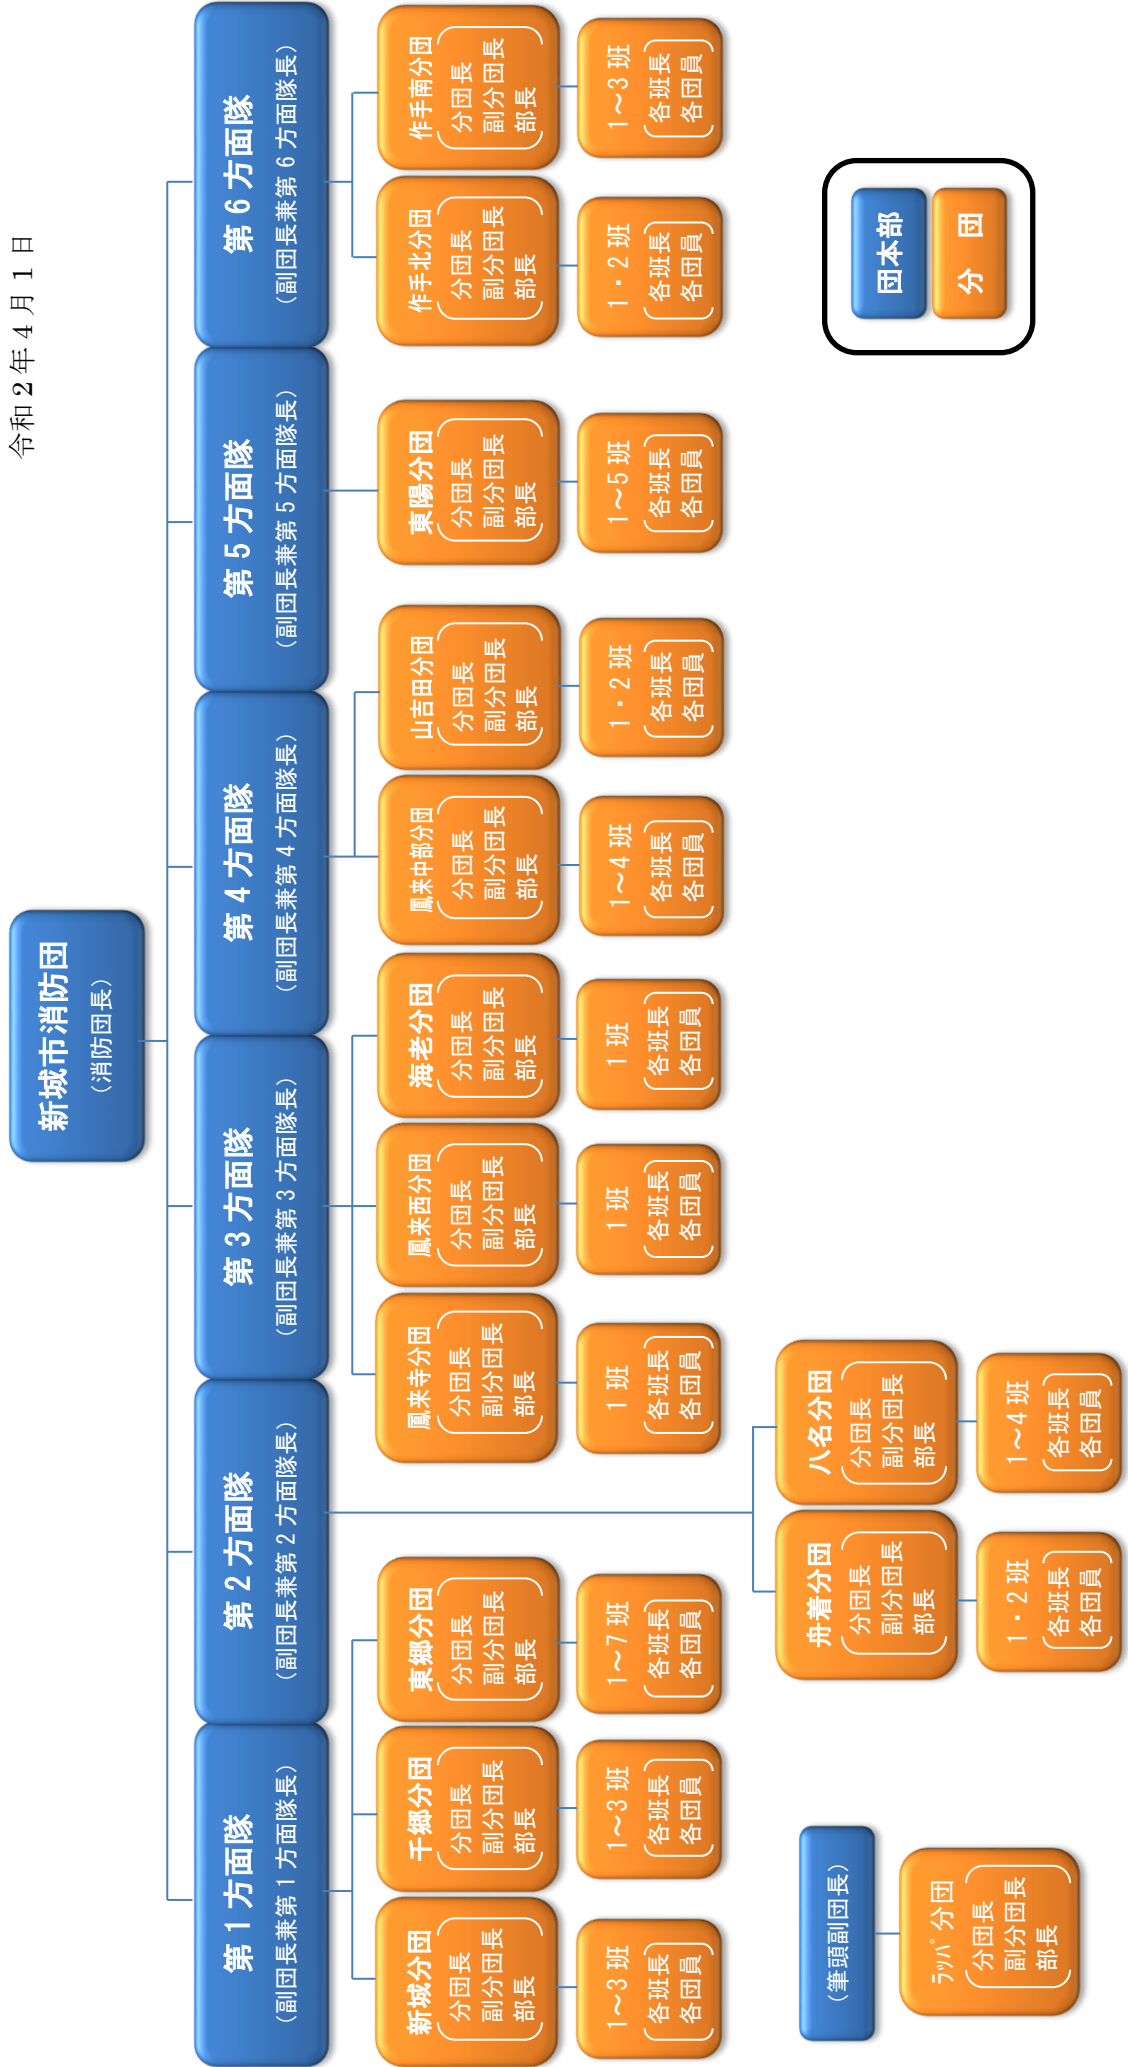 令和２年４月１日
新城市消防団
（消防団長）
第１方面隊
（副団長兼第１方面隊長）
第２方面隊
（副団長兼第２方面隊長）
第３方面隊
（副団長兼第３方面隊長）
第４方面隊
（副団長兼第４方面隊長）
第５方面隊
（副団長兼第５方面隊長）
第６方面隊
（副団長兼第６方面隊長）
新城分団
分団長
副分団長
部長
千郷分団
分団長
副分団長
部長
東郷分団
分団長
副分団長
部長
鳳来寺分団
分団長
副分団長
部長
鳳来西分団
分団長
副分団長
部長
海老分団
分団長
副分団長
部長
鳳来中部分団
分団長
副分団長
部長
山吉田分団
分団長
副分団長
部長
東陽分団
分団長
副分団長
部長
作手北分団
分団長
副分団長
部長
作手南分団
分団長
副分団長
部長
１～３班
各班長
各団員
１～３班
各班長
各団員
１～７班
各班長
各団員
１班
各班長
各団員
１班
各班長
各団員
１班
各班長
各団員
１～４班
各班長
各団員
１・２班
各班長
各団員
１～５班
各班長
各団員
１・２班
各班長
各団員
１～３班
各班長
各団員
舟着分団
分団長
副分団長
部長
八名分団
分団長
副分団長
部長
１・２班
各班長
各団員
１～４班
各班長
各団員
（筆頭副団長）
ﾗｯﾊﾟ分団
分団長
副分団長
部長
団本部
分　団